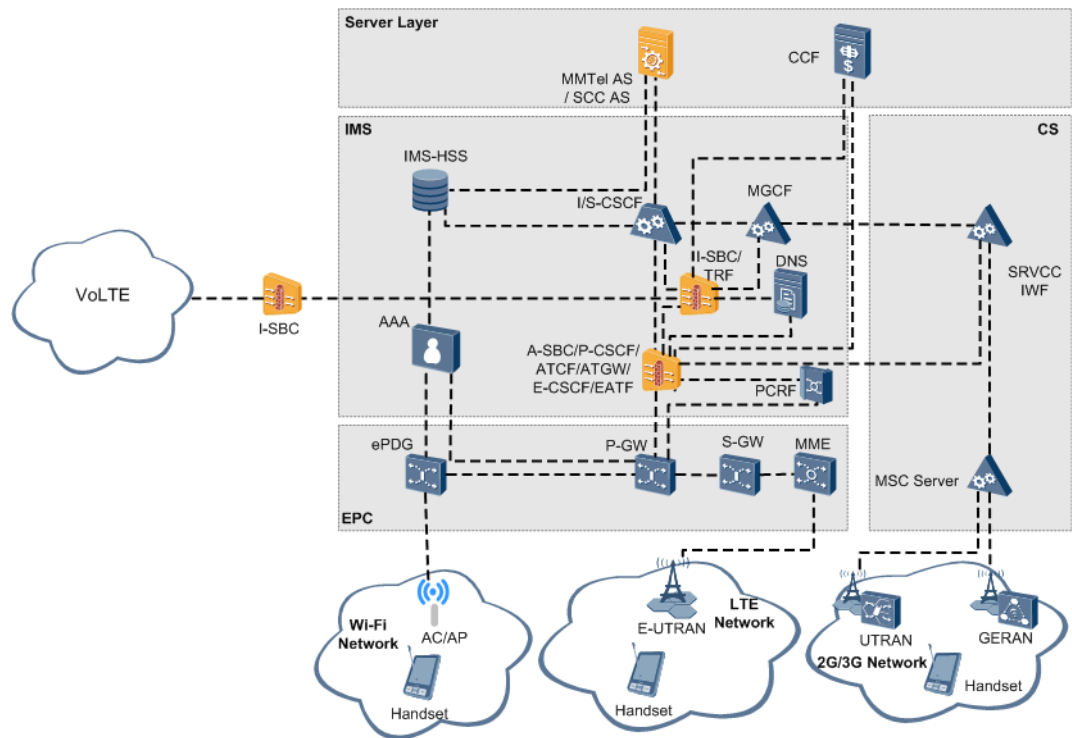 Server Layer
MMTel AS
/ SCC AS
CCF
IMS
CS
IMS-HSS
I/S-CSCF
MGCF
I-SBC/
TRF
DNS
SRVCC
IWF
VoLTE
I-SBC
AAA
A-SBC/P-CSCF/
ATCF/ATGW/
E-CSCF/EATF
PCRF
ePDG
P-GW
S-GW
MME
MSC Server
EPC
Wi-Fi
Network
AC/AP
Handset
E-UTRAN
LTE
Network
Handset
UTRAN
GERAN
2G/3G Network
Handset
$